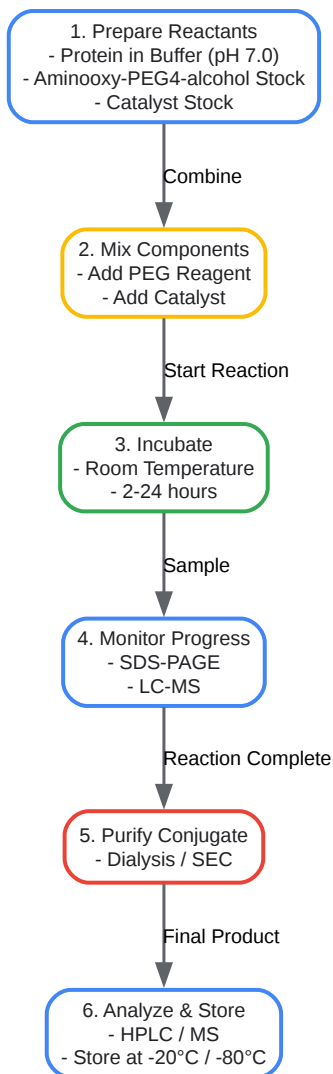 1. Prepare Reactants
- Protein in Buffer (pH 7.0)
- Aminooxy-PEG4-alcohol Stock
- Catalyst Stock
Combine
2. Mix Components
- Add PEG Reagent
- Add Catalyst
Start Reaction
3. Incubate
- Room Temperature
- 2-24 hours
Sample
4. Monitor Progress
- SDS-PAGE
- LC-MS
Reaction Complete
5. Purify Conjugate
- Dialysis / SEC
Final Product
6. Analyze & Store
- HPLC / MS
- Store at -20°C / -80°C